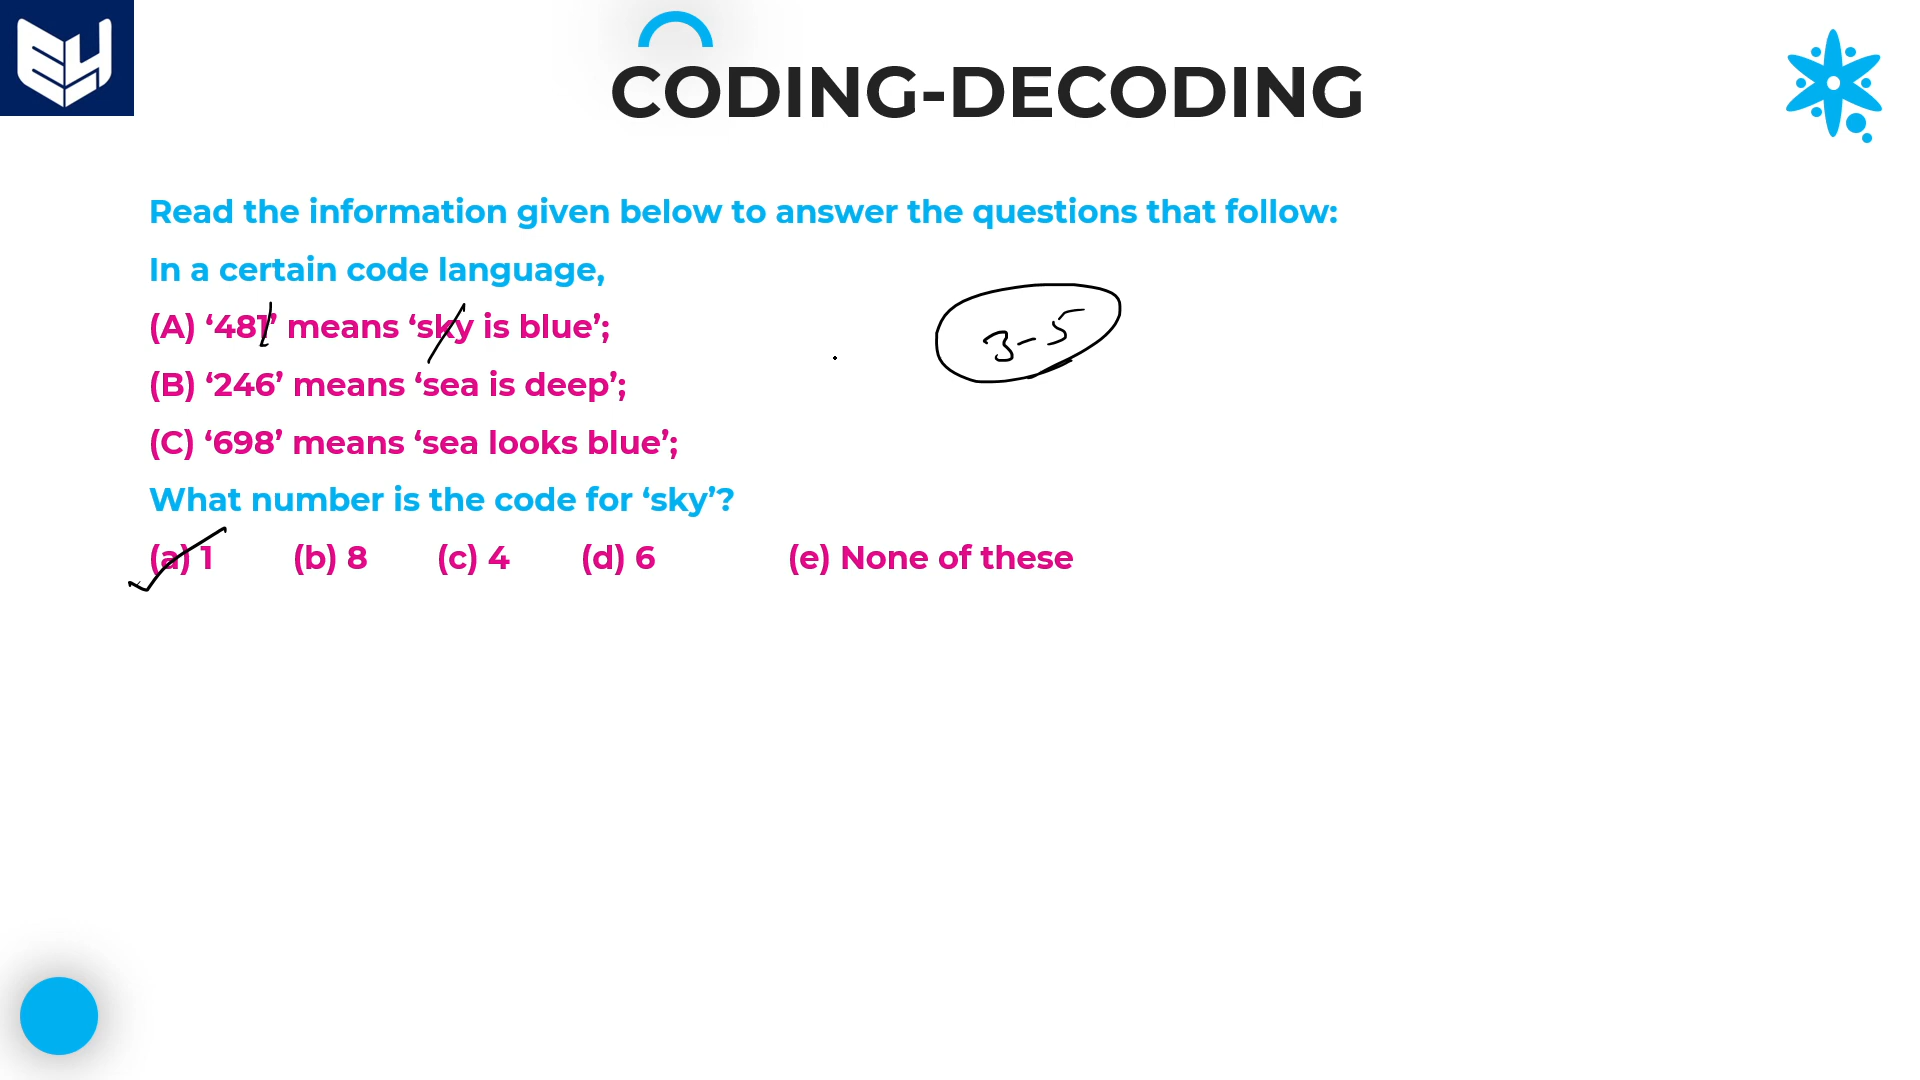 CODING-DECODING
Read the information given below to answer the questions that follow:
In a certain code language,
(A) ‘481’ means ‘sky is blue’;
3-5
(B) ‘246’ means ‘sea is deep’;
(C) ‘698’ means ‘sea looks blue’;
What number is the code for ‘sky’?
(a) 1 (b) 8 (c) 4 (d) 6 (e) None of these